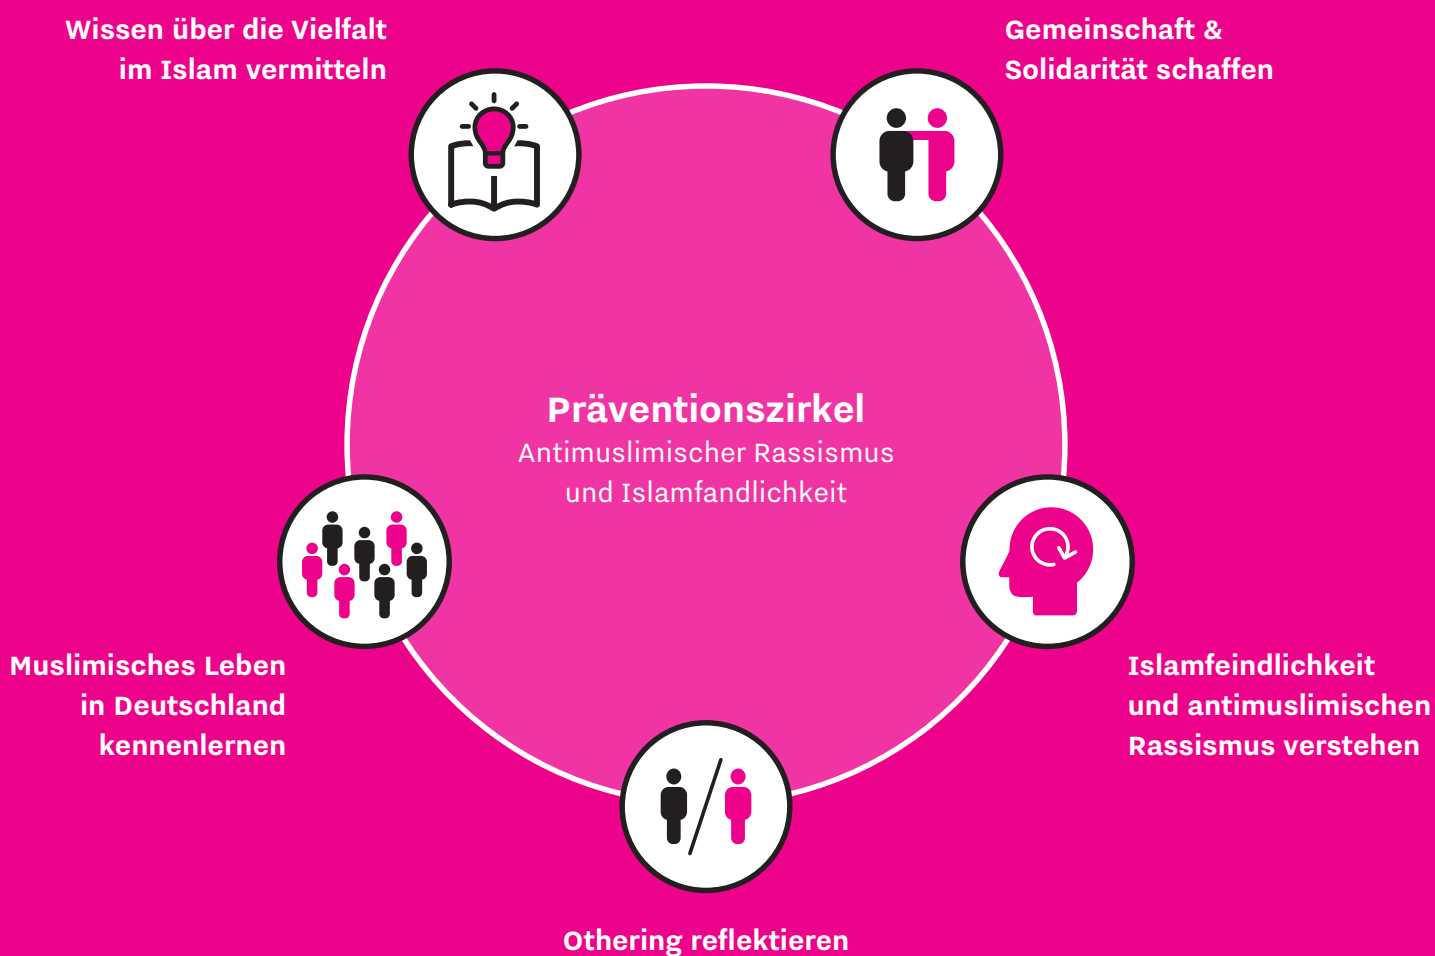 Wissen über die Vielfalt
im Islam vermitteln
Gemeinschaft &
Solidarität schaffen
Präventionszirkel
Antimuslimischer Rassismus
und Islamfandlichkeit
Muslimisches Leben
in Deutschland
kennenlernen
Islamfeindlichkeit
und antimuslimischen
Rassismus verstehen
Othering reflektieren